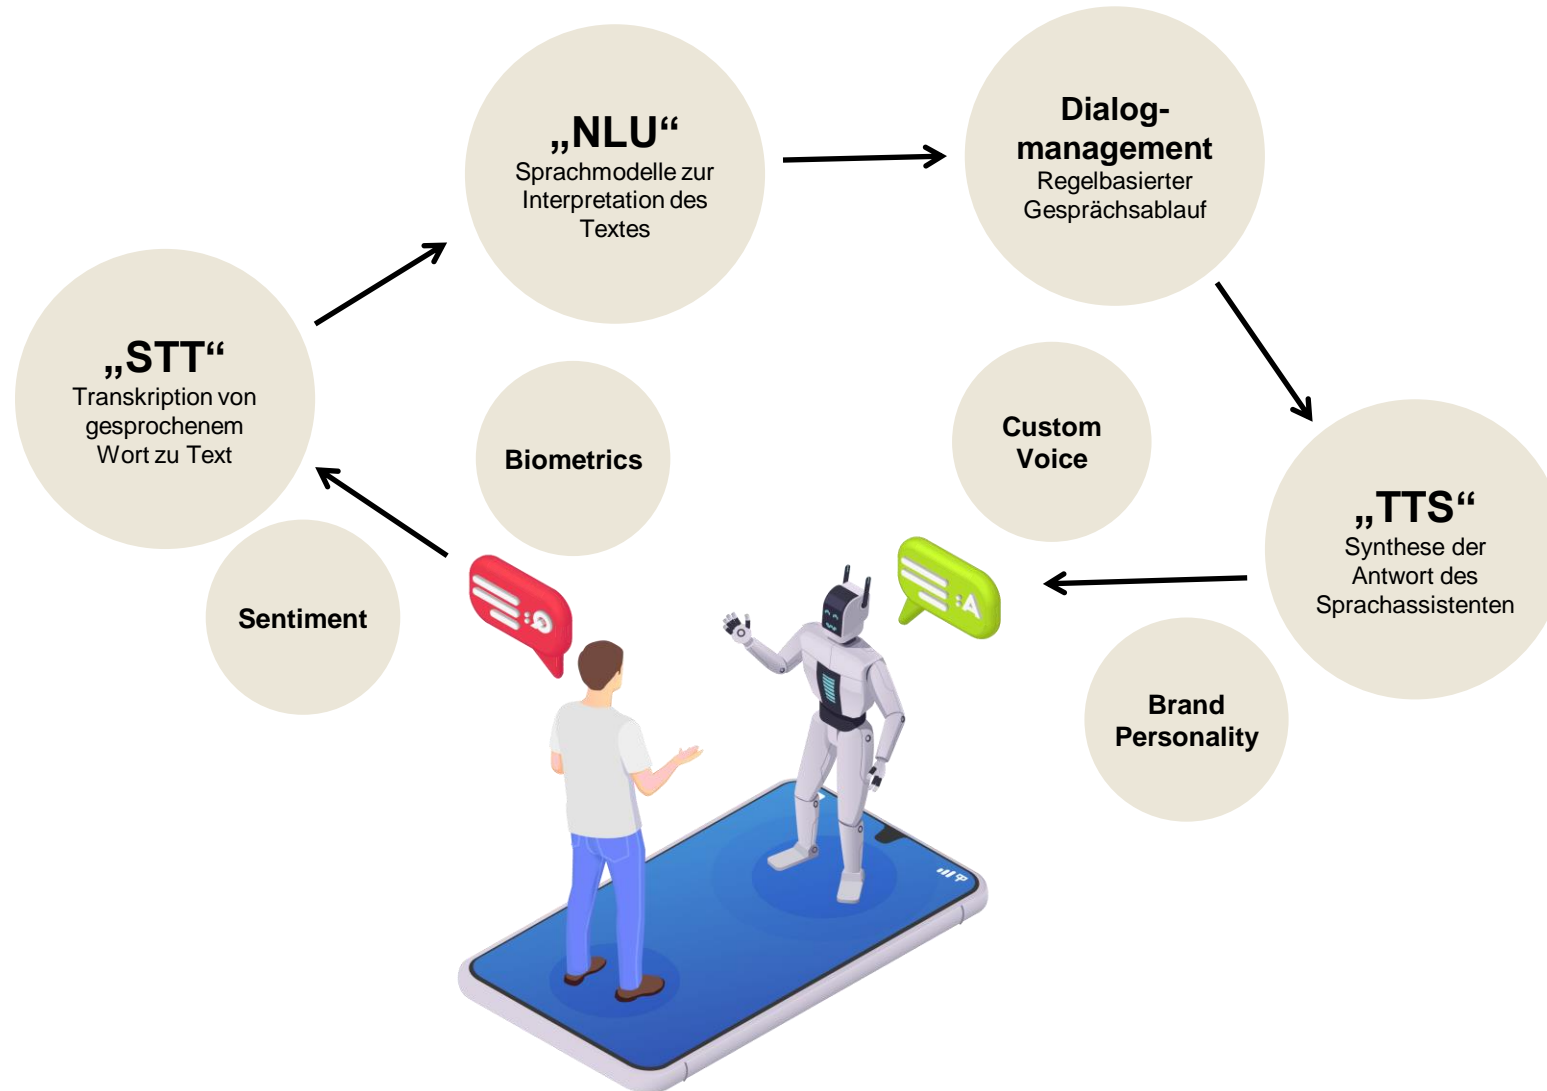 „NLU“
Sprachmodelle zur
Interpretation des
Textes
Dialog-
management
Regelbasierter
Gesprächsablauf
„STT“
Transkription von
gesprochenem
Wort zu Text
Biometrics
Custom
Voice
„TTS“
Synthese der
Antwort des
Sprachassistenten
Sentiment
:Q
:A
Brand
Personality